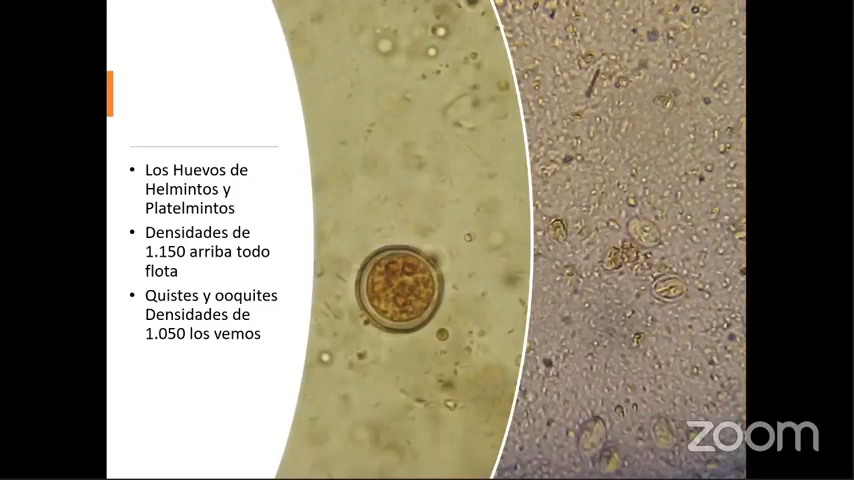 • Los Huevos de
Helmintos y
Platelmintos
• Densidades de
1.150 arriba todo
flota
• Quistes y ooquites
Densidades de
1.050 los vemos
zoom